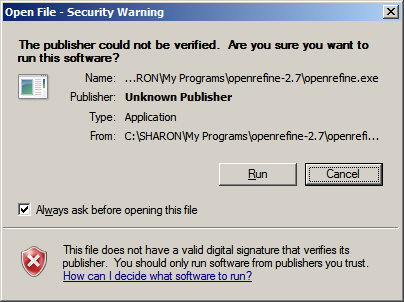 Open File - Security Warning
The publisher could not be verified.  Are you sure you want to
run this software?
Name: ...RON\My Programs\openrefine-2.7\openrefine.exe
Publisher: Unknown Publisher
Type: Application
From: C:\SHARON\My Programs\openrefine-2.7\openrefi...
Run Cancel
Always ask before opening this file
This file does not have a valid digital signature that verifies its
publisher.  You should only run software from publishers you trust.
How can I decide what software to run?